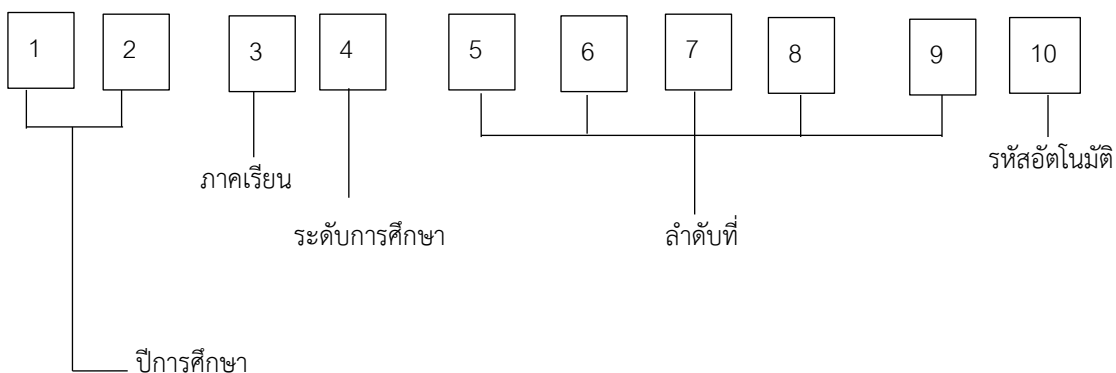 1 2 3 4 5 6 7 8 9 10
รหัสอัตโนมัติ
ภาคเรียน
ระดับการศึกษา
ลำดับที่
ปีการศึกษา